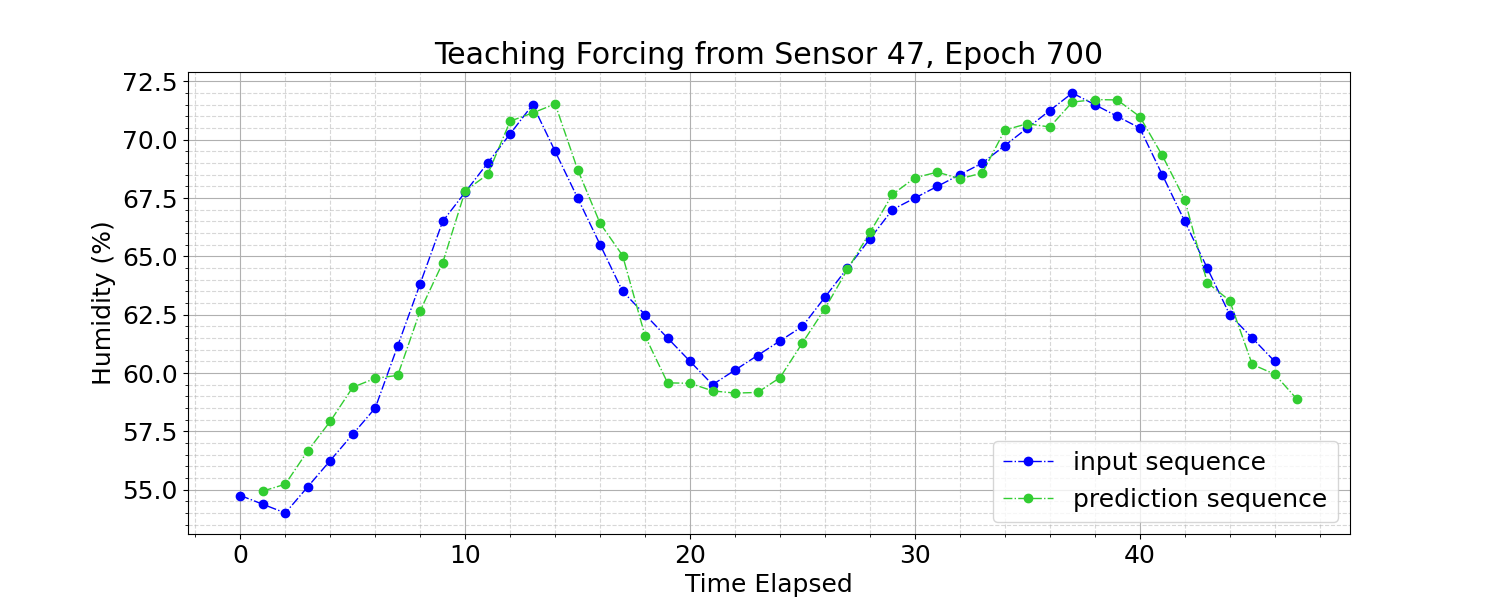 Teaching Forcing from Sensor 47, Epoch 700
72.5
70.0
67.5
65.0
62.5
60.0
57.5
55.0
Humidity (%)
input sequence
prediction sequence
0 10 20 30 40
Time Elapsed